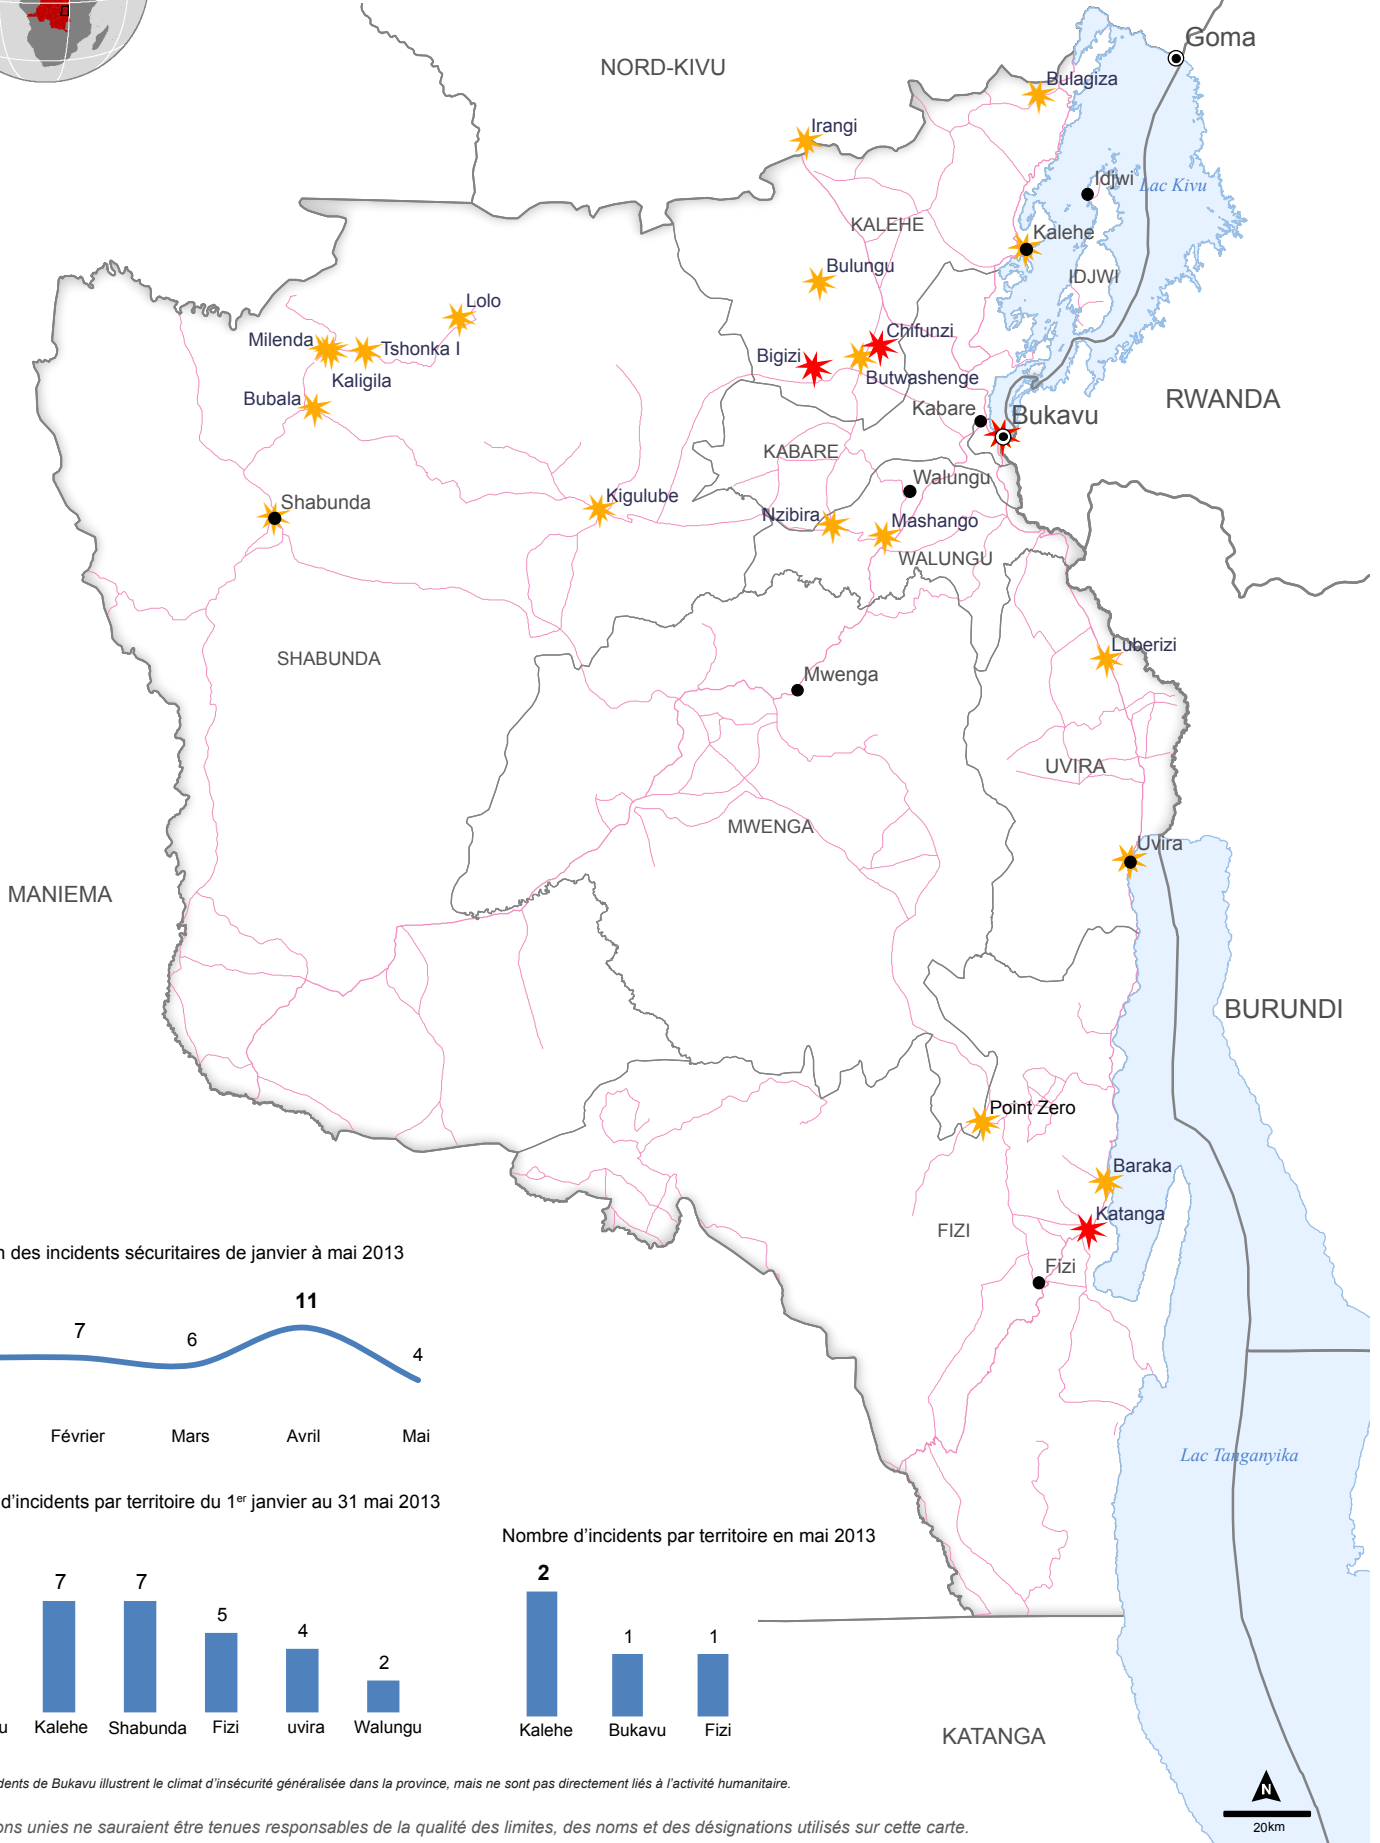 Goma
NORD-KIVU
Bulagiza
Irangi
Idjwi
Lac Kivu
KALEHE
Kalehe
Bulungu
IDJWI
Lolo
Milenda
Tshonka I
Chifunzi
Bigizi
Kaligila
Butwashenge
Bubala
RWANDA
Kabare
Bukavu
KABARE
Walungu
Kigulube
Shabunda
Nzibira
Mashango
WALUNGU
Luberizi
SHABUNDA
Mwenga
UVIRA
MWENGA
Uvira
MANIEMA
BURUNDI
Point Zero
Baraka
Katanga
FIZI
Fizi
n des incidents sécuritaires de janvier à mai 2013
11
7
6
4
Février Mars Avril Mai
Lac Tanganyika
d'incidents par territoire du 1er janvier au 31 mai 2013
Nombre d'incidents par territoire en mai 2013
7 7 5 4 2
u Kalehe Shabunda Fizi uvira Walungu
2 1 1
Kalehe Bukavu Fizi
KATANGA
dents de Bukavu illustrent le climat d'insécurité généralisée dans la province, mais ne sont pas directement liés à l'activité humanitaire.
N
20km
ons unies ne sauraient être tenues responsables de la qualité des limites, des noms et des désignations utilisés sur cette carte.